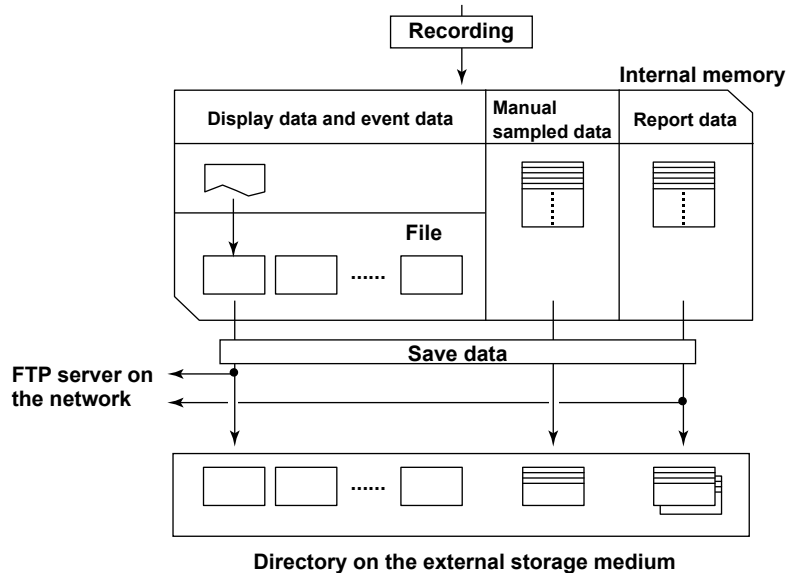 Recording
Internal memory
Display data and event data
Manual
sampled data
Report data
File
......
Save data
FTP server on
the network
......
Directory on the external storage medium